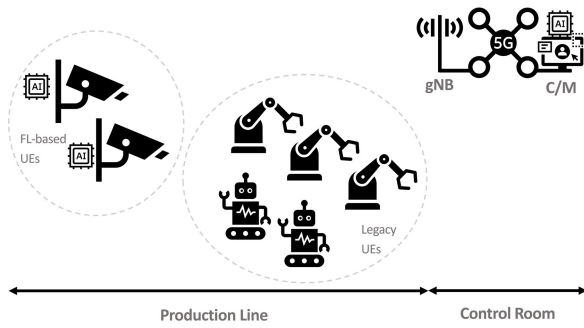 5G
AI
gNB
C/M
AI
FL-based
UEs
AI
Legacy
UEs
Production Line
Control Room